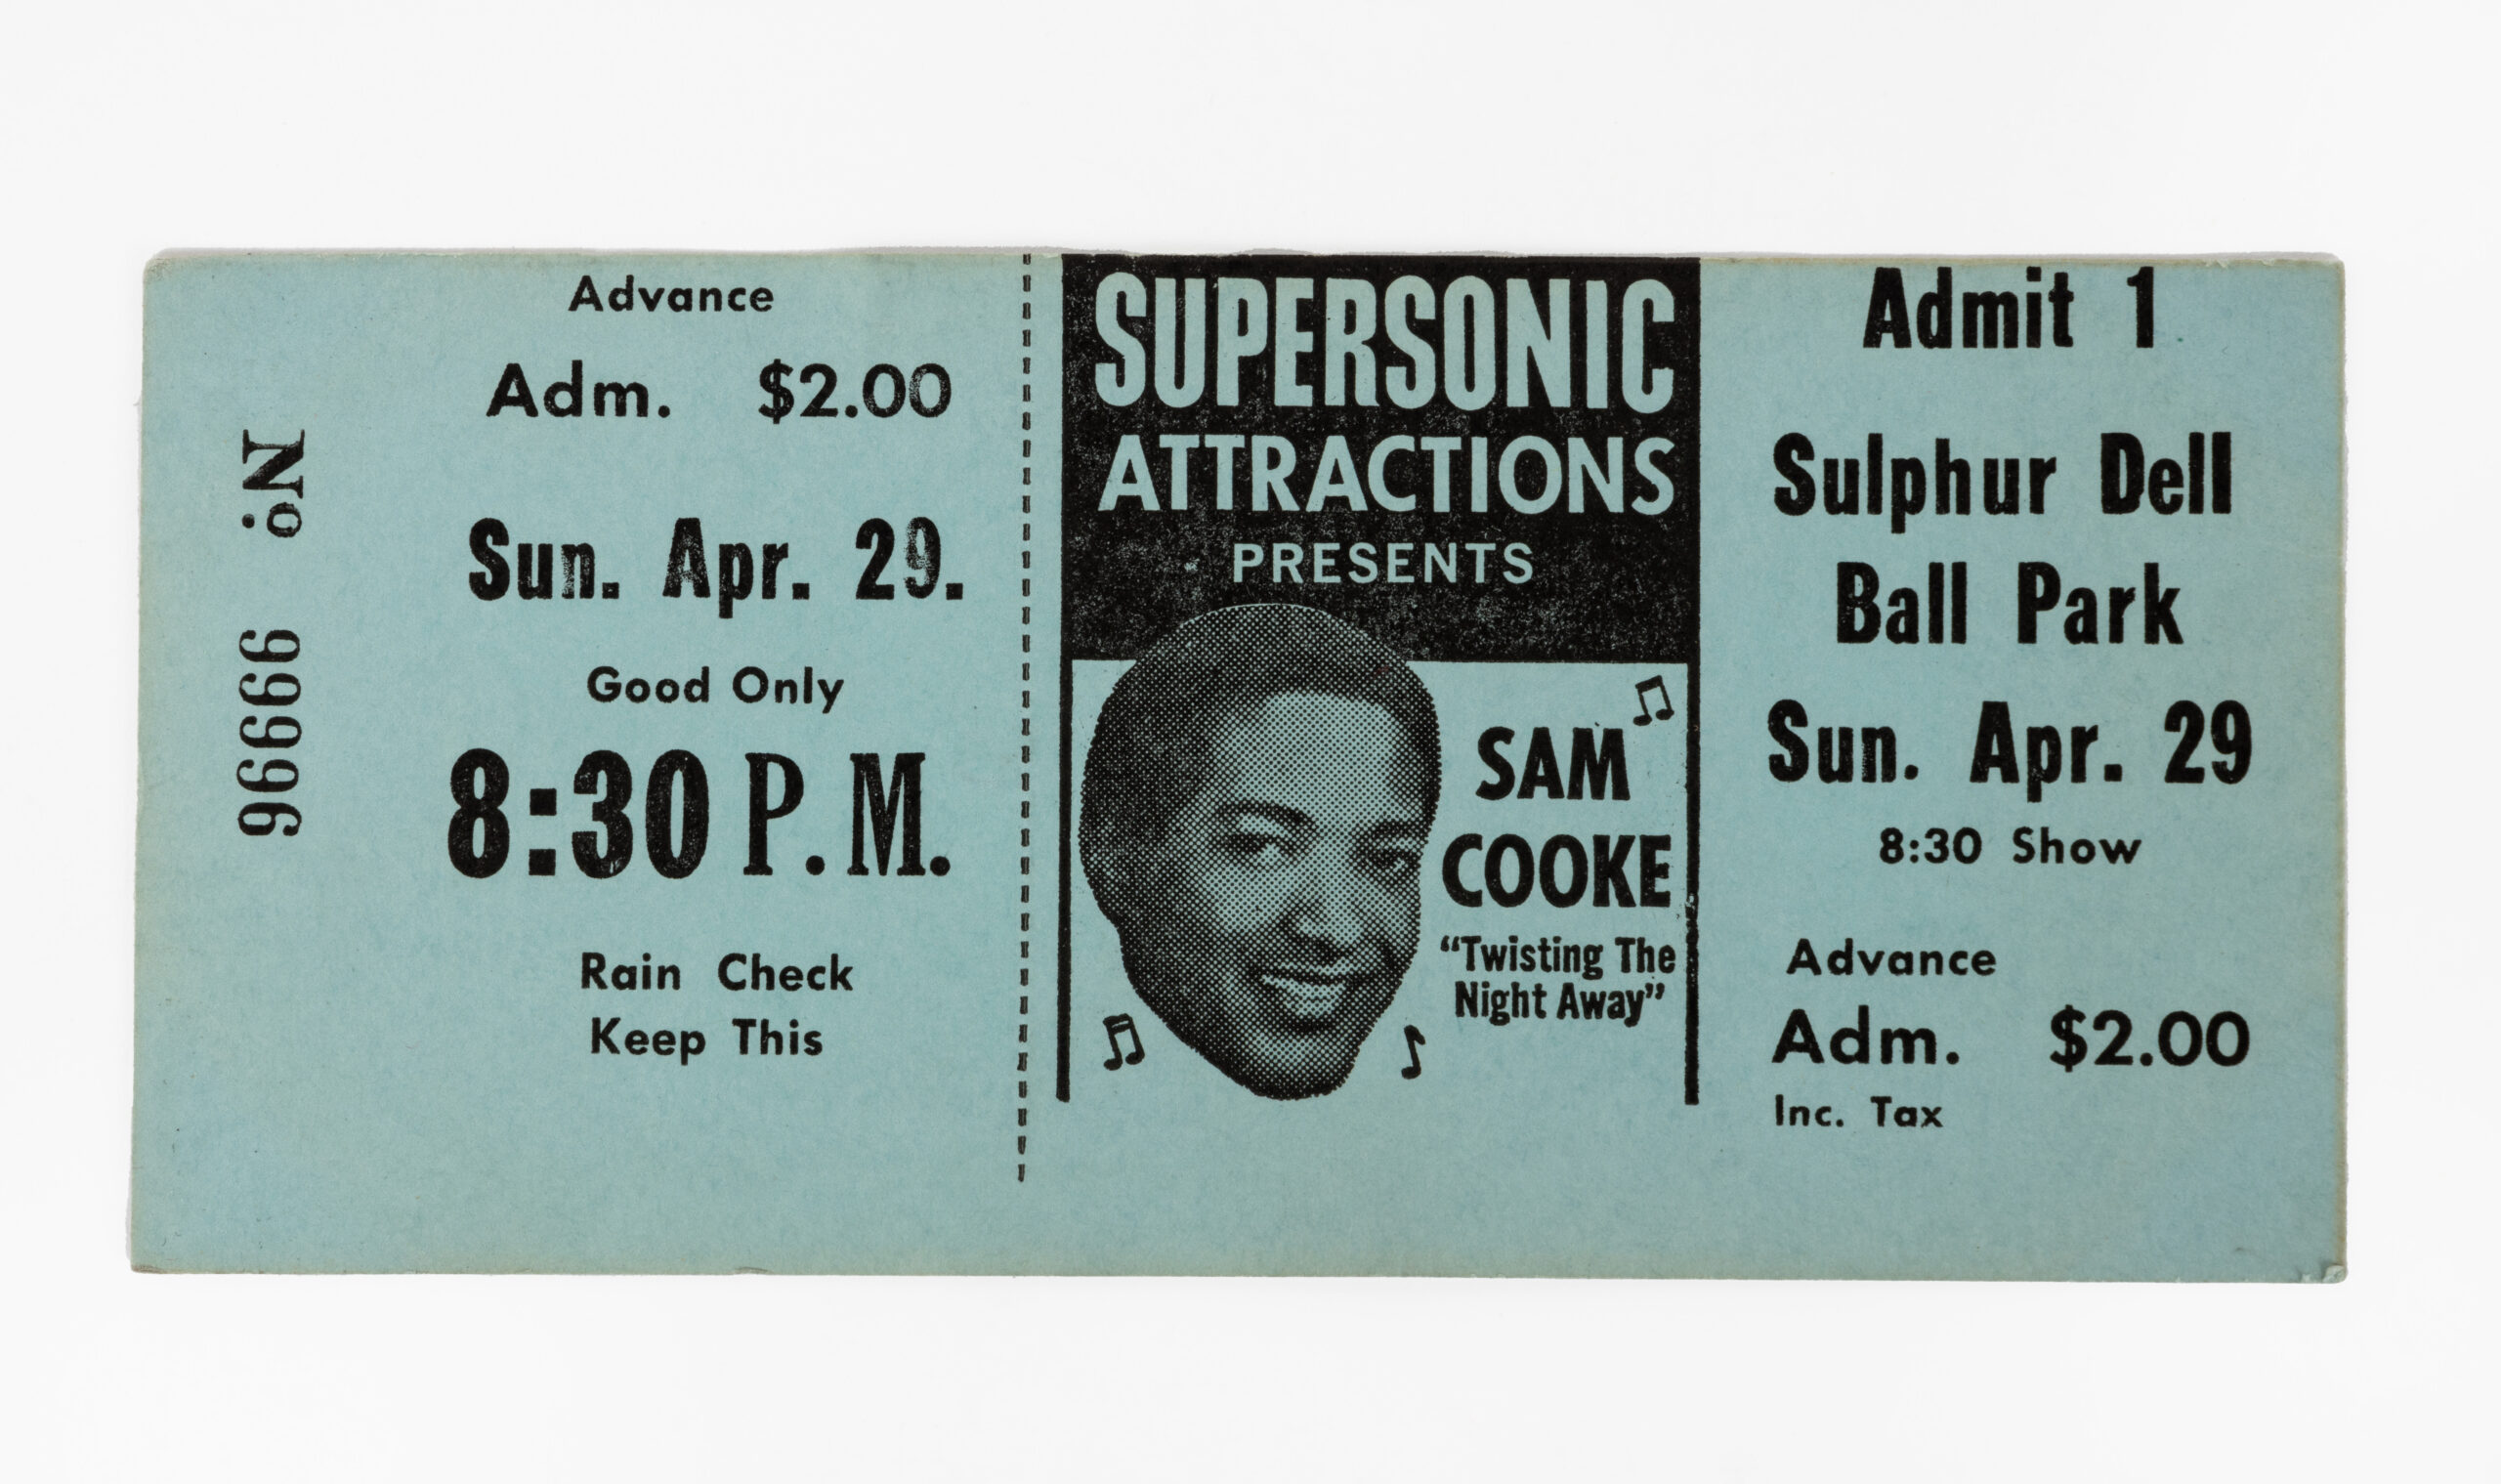 Nº 99996
Advance
Adm. $2.00
Sun. Apr. 29.
Good Only
8:30 P.M.
Rain Check
Keep This
SUPERSONIC
ATTRACTIONS
PRESENTS
SAM
COOKE
“Twisting The
Night Away”
Admit 1
Sulphur Dell
Ball Park
Sun. Apr. 29
8:30 Show
Advance
Adm. $2.00
Inc. Tax